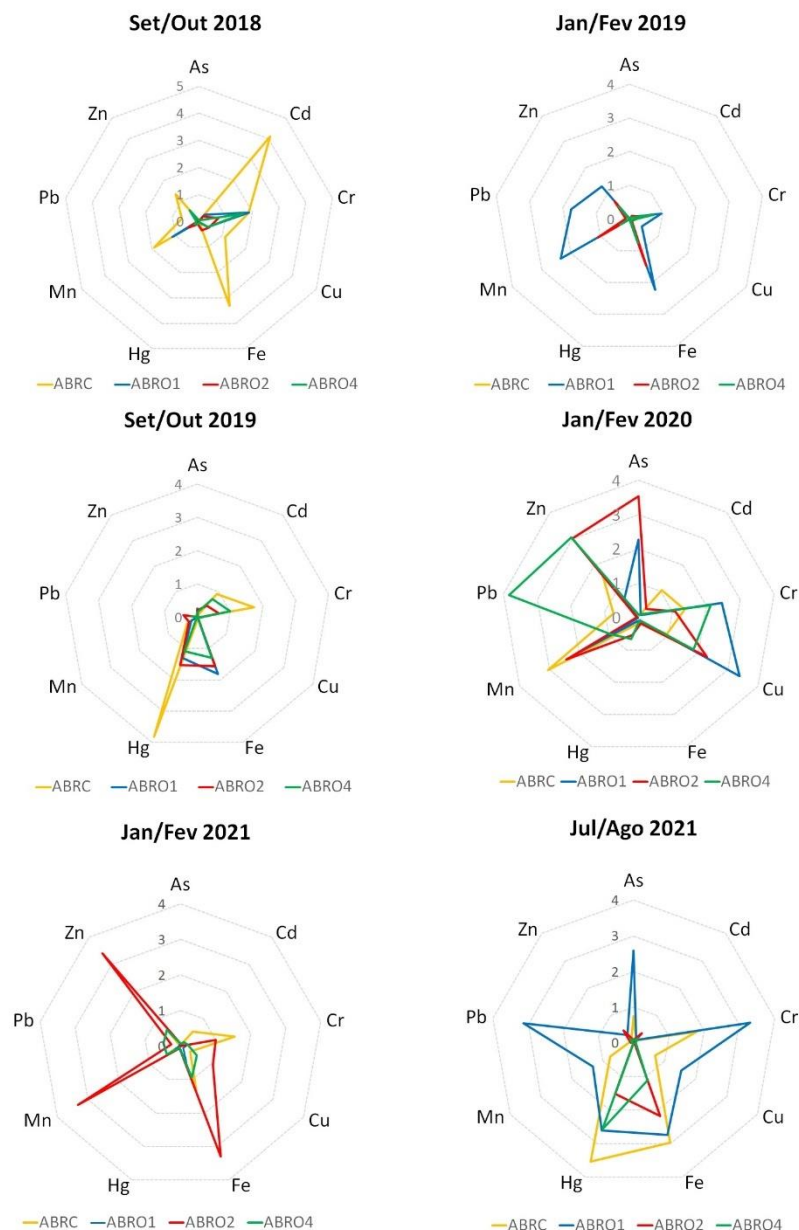 Set/Out 2018
As
Cd
Cr
Cu
Fe
Hg
Mn
Pb
Zn
5
4
3
2
1
0
ABRC ABRO1 ABRO2 ABRO4
Jan/Fev 2019
As
Cd
Cr
Cu
Fe
Hg
Mn
Pb
Zn
4
3
2
1
0
ABRC ABRO1 ABRO2 ABRO4
Set/Out 2019
As
Cd
Cr
Cu
Fe
Hg
Mn
Pb
Zn
4
3
2
1
0
ABRC ABRO1 ABRO2 ABRO4
Jan/Fev 2020
As
Cd
Cr
Cu
Fe
Hg
Mn
Pb
Zn
4
3
2
1
0
ABRC ABRO1 ABRO2 ABRO4
Jan/Fev 2021
As
Cd
Cr
Cu
Fe
Hg
Mn
Pb
Zn
4
3
2
1
0
ABRC ABRO1 ABRO2 ABRO4
Jul/Ago 2021
As
Cd
Cr
Cu
Fe
Hg
Mn
Pb
Zn
4
3
2
1
0
ABRC ABRO1 ABRO2 ABRO4